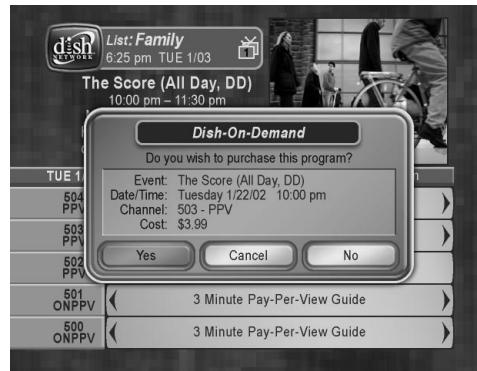 dish
NETWORK
List: Family
6:25 pm TUE 1/03
1
The Score (All Day, DD)
10:00 pm – 11:30 pm
Dish-On-Demand
Do you wish to purchase this program?
Event: The Score (All Day, DD)
Date/Time: Tuesday 1/22/02 10:00 pm
Channel: 503 - PPV
Cost: $3.99
Yes Cancel No
TUE 1/
504
PPV
503
PPV
502
PPV
501
ONPPV
3 Minute Pay-Per-View Guide
500
ONPPV
3 Minute Pay-Per-View Guide